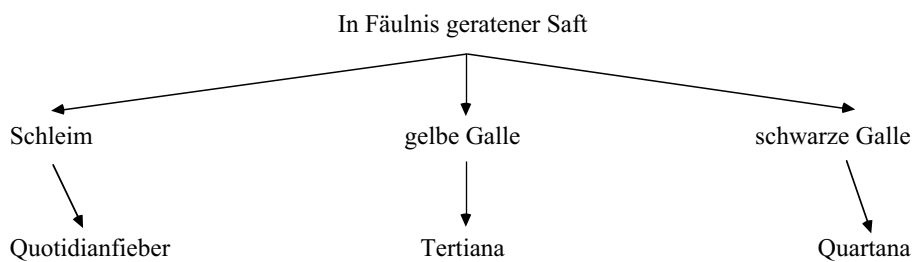 In Fäulnis geratener Saft
Schleim gelbe Galle schwarze Galle
Quotidianfieber Tertiana Quartana